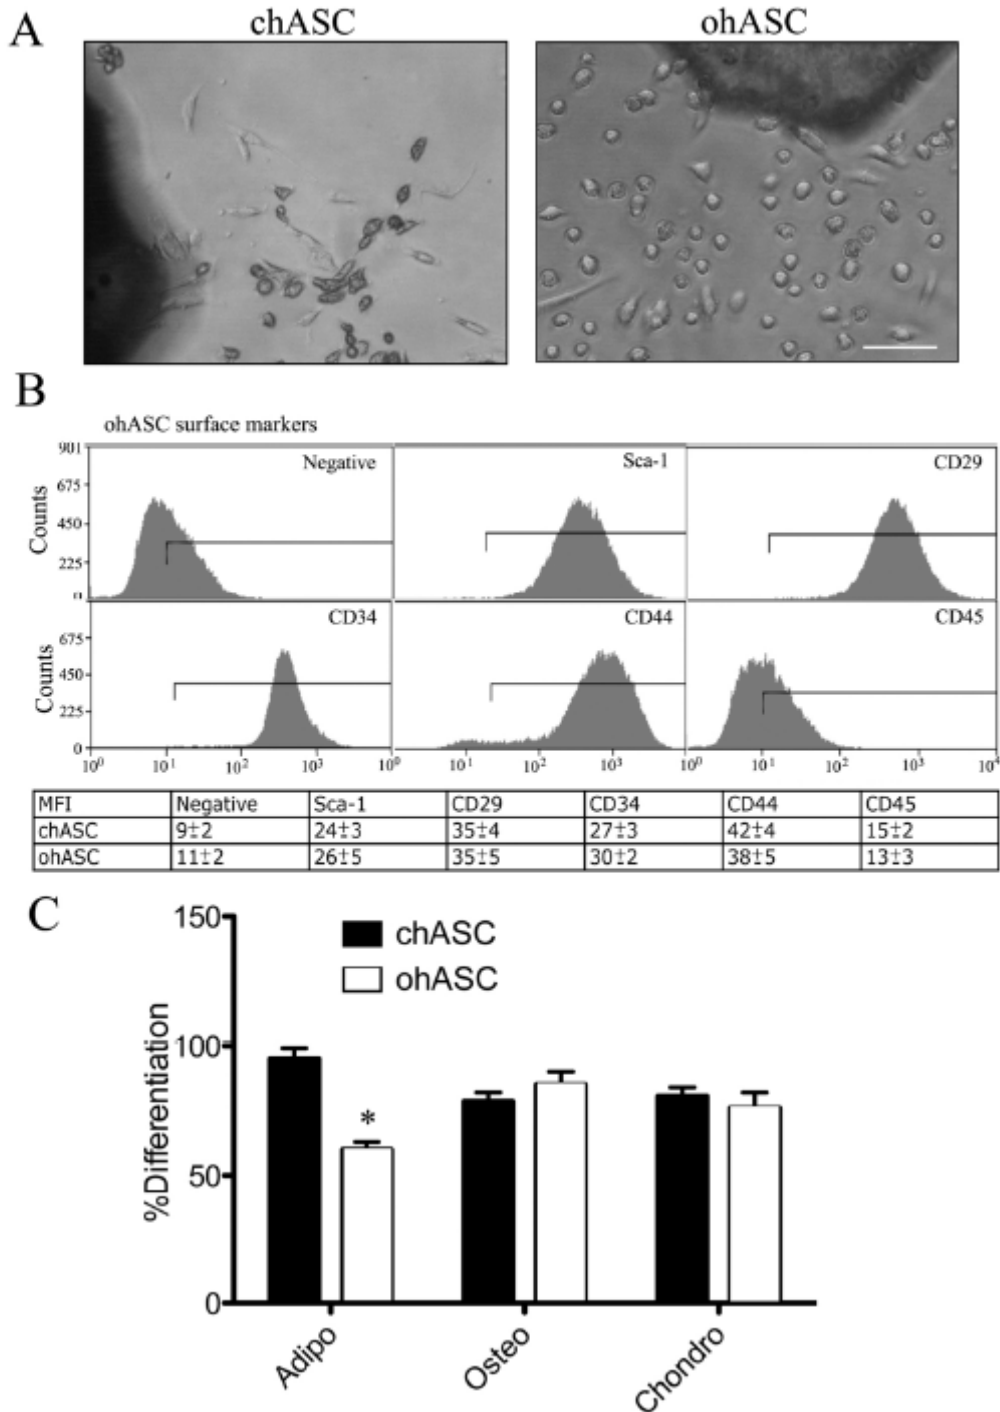 A
chASC
ohASC
B
ohASC surface markers
901
675
450
225
0
Counts
Negative
Sca-1
CD29
675
450
225
0
Counts
CD34
CD44
CD45
10⁰ 10¹ 10² 10³ 10⁰ 10¹ 10² 10³ 10⁰ 10¹ 10² 10³ 10⁴
MFI Negative Sca-1 CD29 CD34 CD44 CD45
chASC 9±2 24±3 35±4 27±3 42±4 15±2
ohASC 11±2 26±5 35±5 30±2 38±5 13±3
C
150
100
50
0
%Differentiation
chASC
ohASC
*
Adipo
Osteo
Chondro